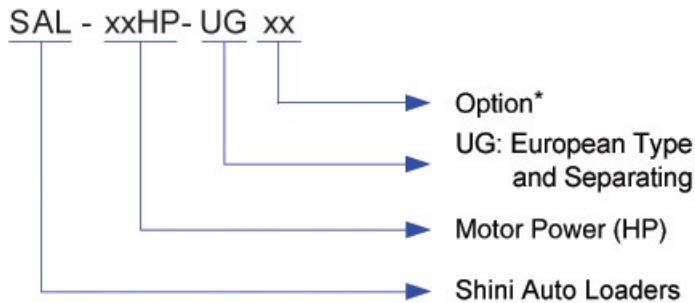 SAL - xxHP- UG xx
Option*
UG: European Type
and Separating
Motor Power (HP)
Shini Auto Loaders